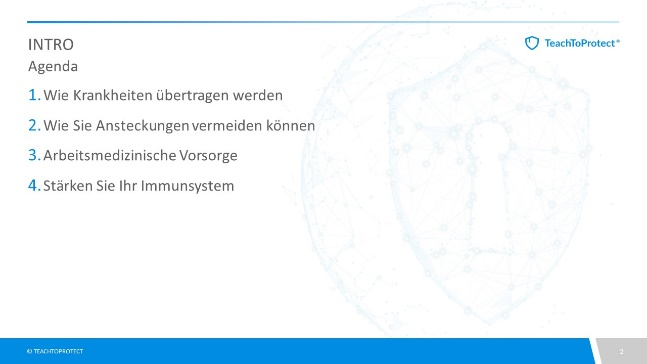 INTRO
TeachToProtect®
Agenda
1. Wie Krankheiten übertragen werden
2. Wie Sie Ansteckungen vermeiden können
3. Arbeitsmedizinische Vorsorge
4. Stärken Sie Ihr Immunsystem
© TEACHTOPROTECT
2